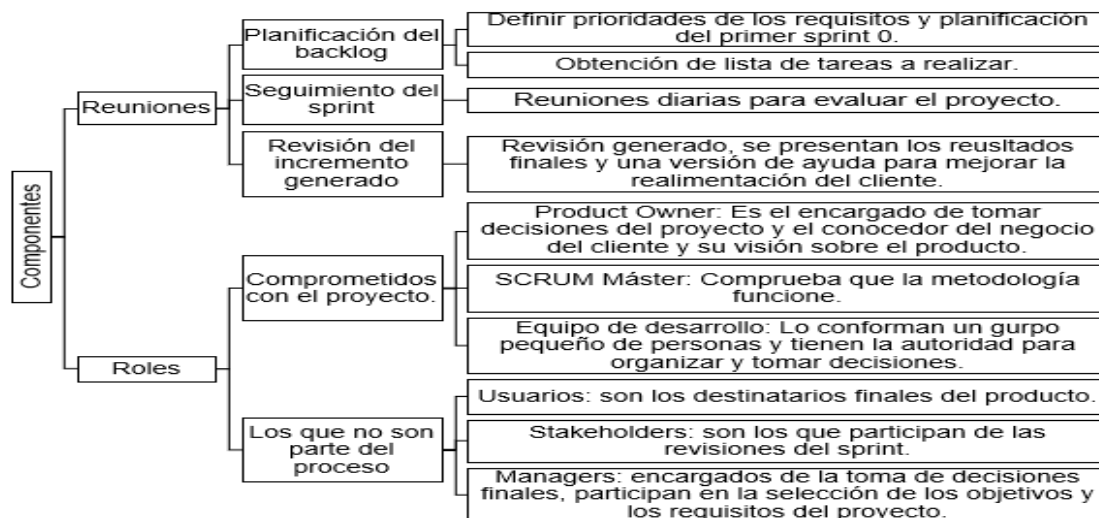 Componentes
Reuniones
Planificación del
backlog
Definir prioridades de los requisitos y planificación
del primer sprint 0.
Obtención de lista de tareas a realizar.
Seguimiento del
sprint
Reuniones diarias para evaluar el proyecto.
Revisión del
incremento
generado
Revisión generado, se presentan los reusltados
finales y una versión de ayuda para mejorar la
realimentación del cliente.
Roles
Comprometidos
con el proyecto.
Product Owner: Es el encargado de tomar
decisiones del proyecto y el conocedor del negocio
del cliente y su visión sobre el producto.
SCRUM Máster: Comprueba que la metodología
funcione.
Equipo de desarrollo: Lo conforman un gurpo
pequeño de personas y tienen la autoridad para
organizar y tomar decisiones.
Los que no son
parte del
proceso
Usuarios: son los destinatarios finales del producto.
Stakeholders: son los que participan de las
revisiones del sprint.
Managers: encargados de la toma de decisiones
finales, participan en la selección de los objetivos y
los requisitos del proyecto.